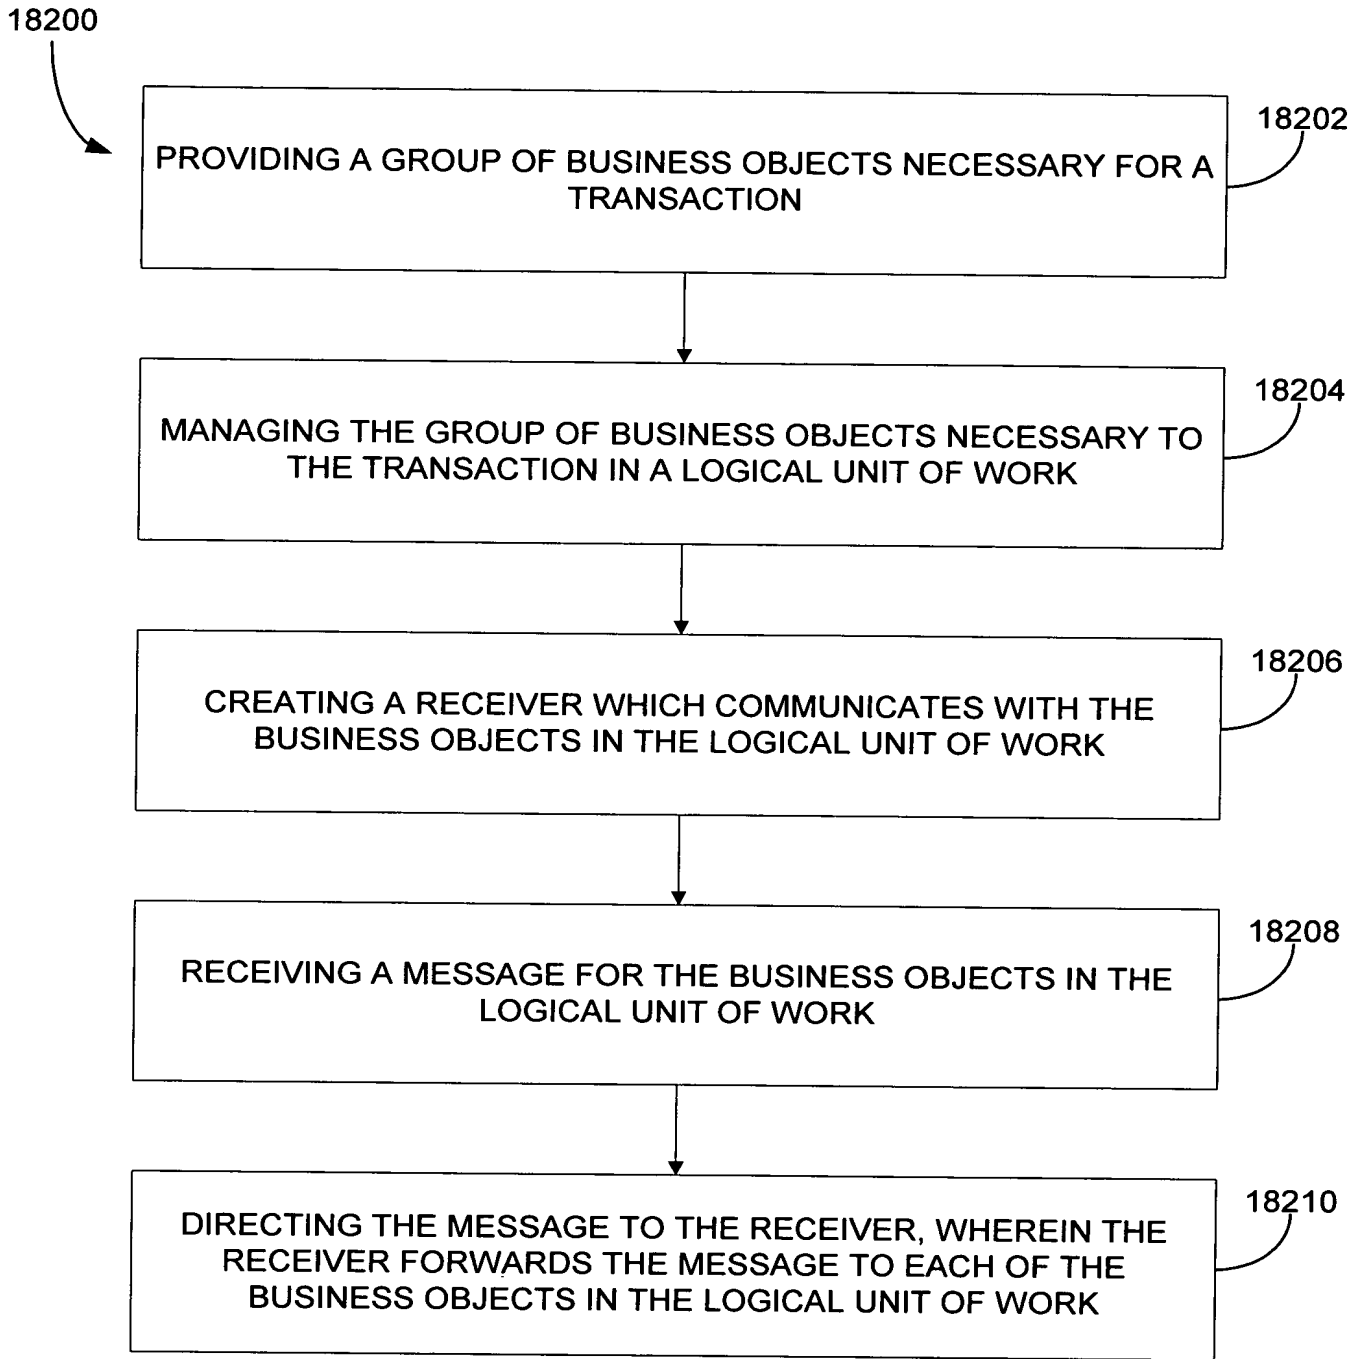 18200
18202
PROVIDING A GROUP OF BUSINESS OBJECTS NECESSARY FOR A
TRANSACTION
18204
MANAGING THE GROUP OF BUSINESS OBJECTS NECESSARY TO
THE TRANSACTION IN A LOGICAL UNIT OF WORK
18206
CREATING A RECEIVER WHICH COMMUNICATES WITH THE
BUSINESS OBJECTS IN THE LOGICAL UNIT OF WORK
18208
RECEIVING A MESSAGE FOR THE BUSINESS OBJECTS IN THE
LOGICAL UNIT OF WORK
18210
DIRECTING THE MESSAGE TO THE RECEIVER, WHEREIN THE
RECEIVER FORWARDS THE MESSAGE TO EACH OF THE
BUSINESS OBJECTS IN THE LOGICAL UNIT OF WORK